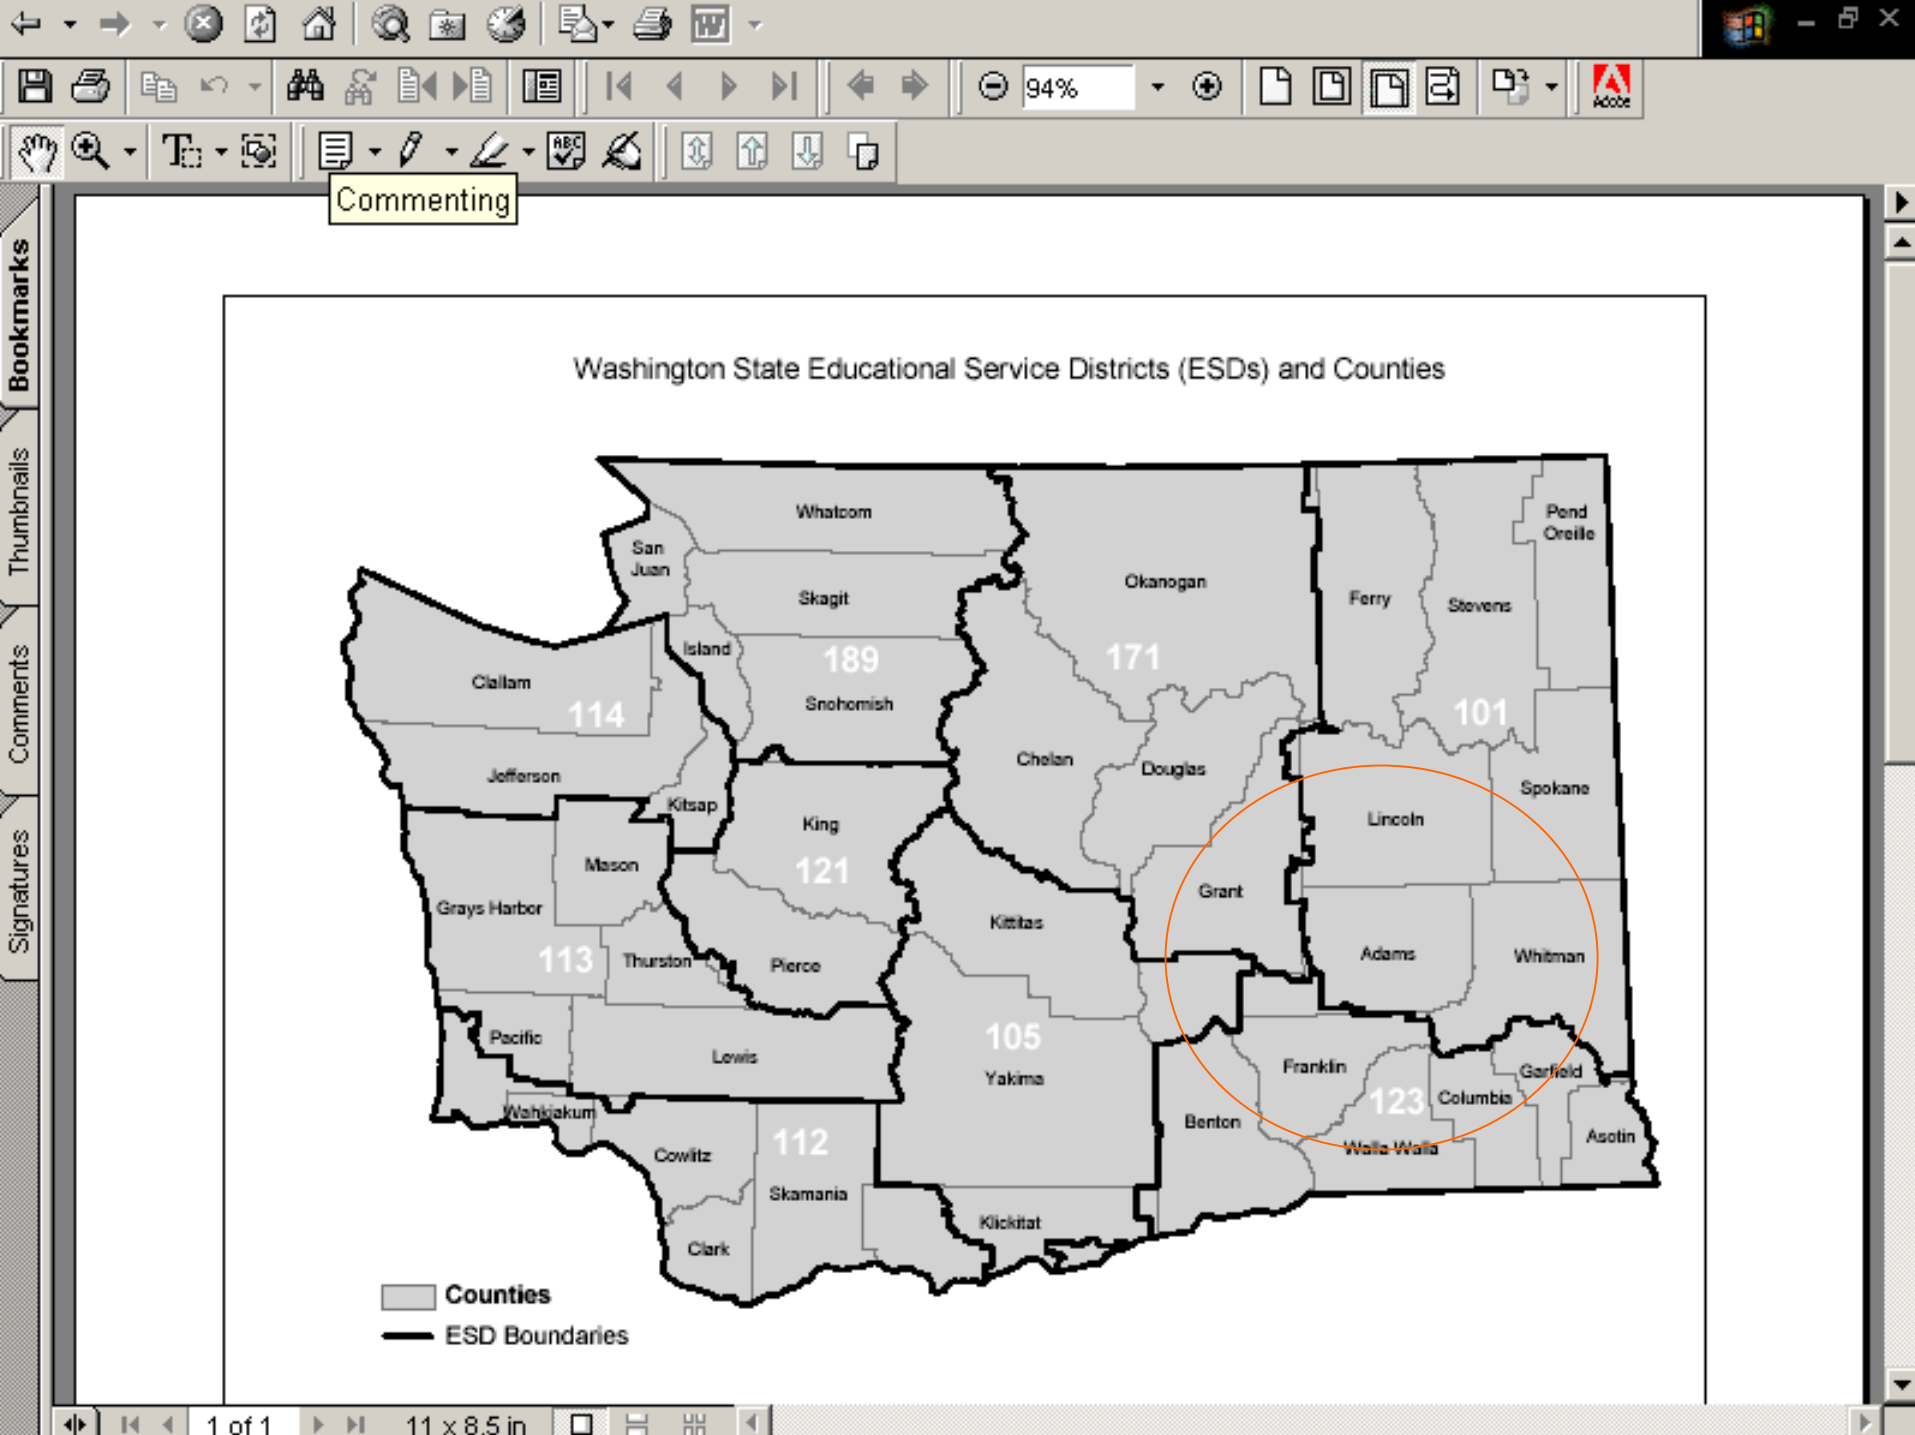 94%
Adobe
ABC
Commenting
Bookmarks
Thumbnails
Comments
Signatures
Washington State Educational Service Districts (ESDs) and Counties
Whatcom
Pend
Oreille
San
Juan
Okanogan
Skagit
Ferry
Stevens
Island
189
171
Clallam
Snohomish
114
101
Chelan
Douglas
Jefferson
Spokane
Kitsap
King
Lincoln
Mason
121
Grant
Grays Harbor
Kittitas
113
Thurston
Pierce
Adams
Whitman
Pacific
105
Lewis
Yakima
Franklin
Garfield
Columbia
123
Wahkiakum
Benton
112
Walla Walla
Asotin
Cowlitz
Skamania
Klickitat
Clark
Counties
ESD Boundaries
1 of 1
11 x 8.5 in